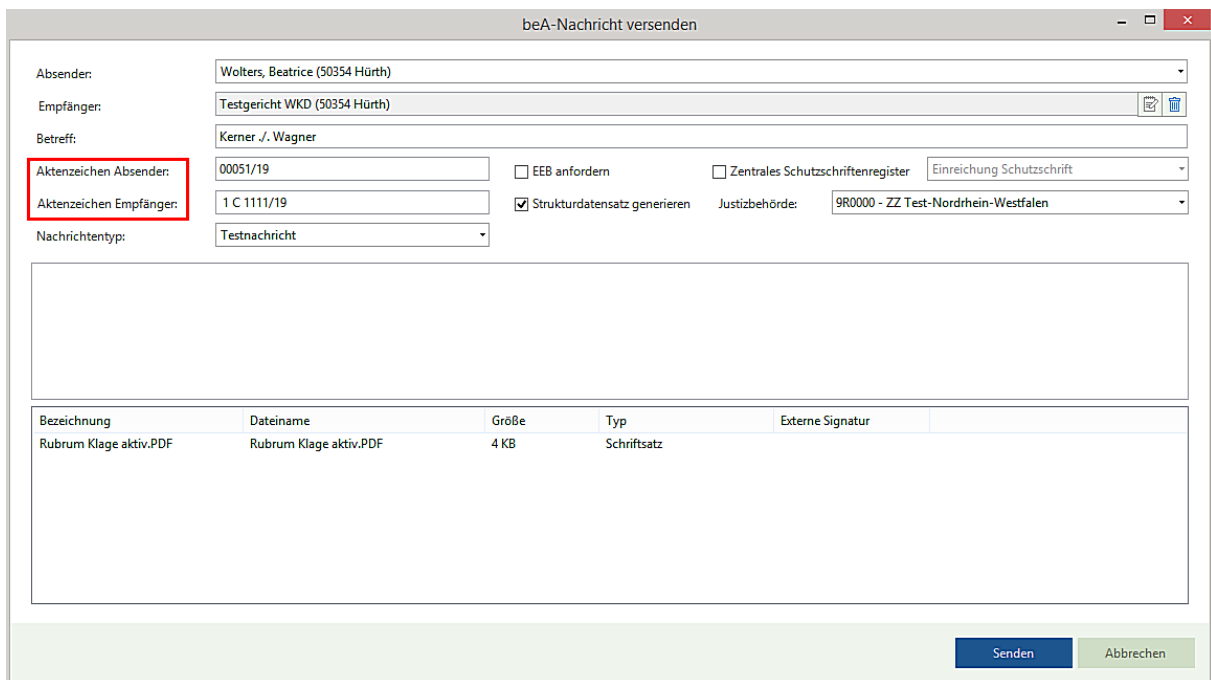 beA-Nachricht versenden
Absender: Wolters, Beatrice (50354 Hürth)
Empfänger: Testgericht WKD (50354 Hürth)
Betreff: Kerner ./. Wagner
Aktenzeichen Absender: 00051/19 EEB anfordern Zentrales Schutzschriftenregister Einreichung Schutzschrift
Aktenzeichen Empfänger: 1 C 1111/19 Strukturdatensatz generieren Justizbehörde: 9R0000 - ZZ Test-Nordrhein-Westfalen
Nachrichtentyp: Testnachricht
Bezeichnung Dateiname Größe Typ Externe Signatur
Rubrum Klage aktiv.PDF Rubrum Klage aktiv.PDF 4 KB Schriftsatz
Senden Abbrechen